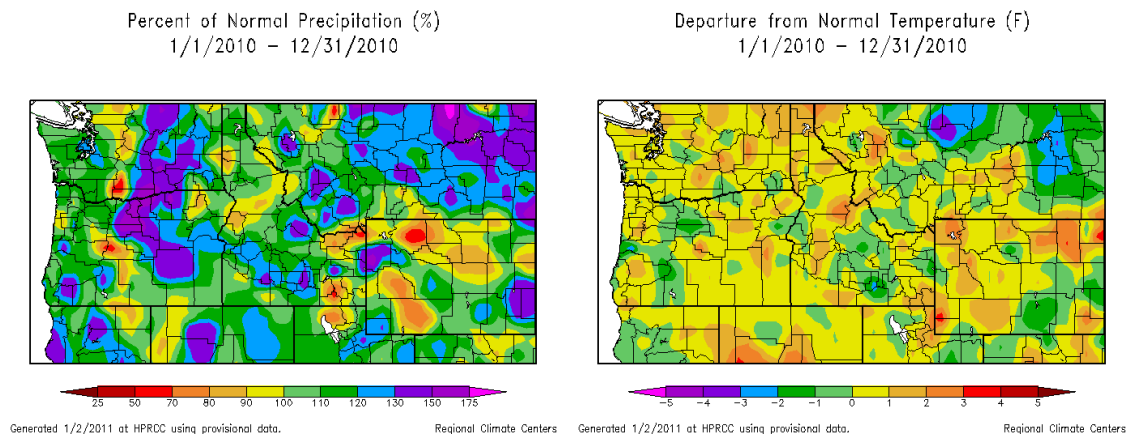 Percent of Normal Precipitation (%)
1/1/2010 - 12/31/2010
25 50 70 80 90 100 110 120 130 150 175
Generated 1/2/2011 at HPRCC using provisional data.
Regional Climate Centers
Departure from Normal Temperature (F)
1/1/2010 - 12/31/2010
-5 -4 -3 -2 -1 0 1 2 3 4 5
Generated 1/2/2011 at HPRCC using provisional data.
Regional Climate Centers